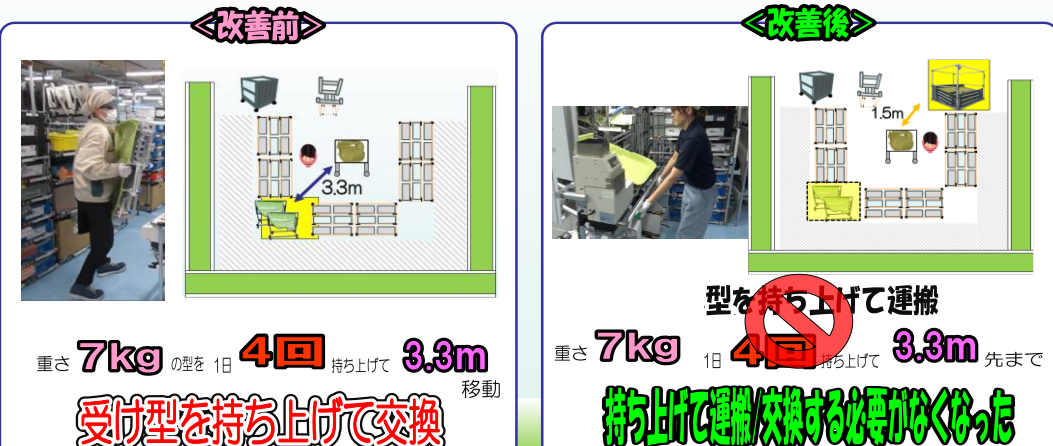 <改善前>
3.3m
重さ 7kg の型を 1日 4回 持ち上げて 3.3m
移動
受け型を持ち上げて交換
<改善後>
1.5m
型を持ち上げて運搬
重さ 7kg 1日 4回 持ち上げて 3.3m 先まで
持ち上げて運搬/交換する必要がなくなった